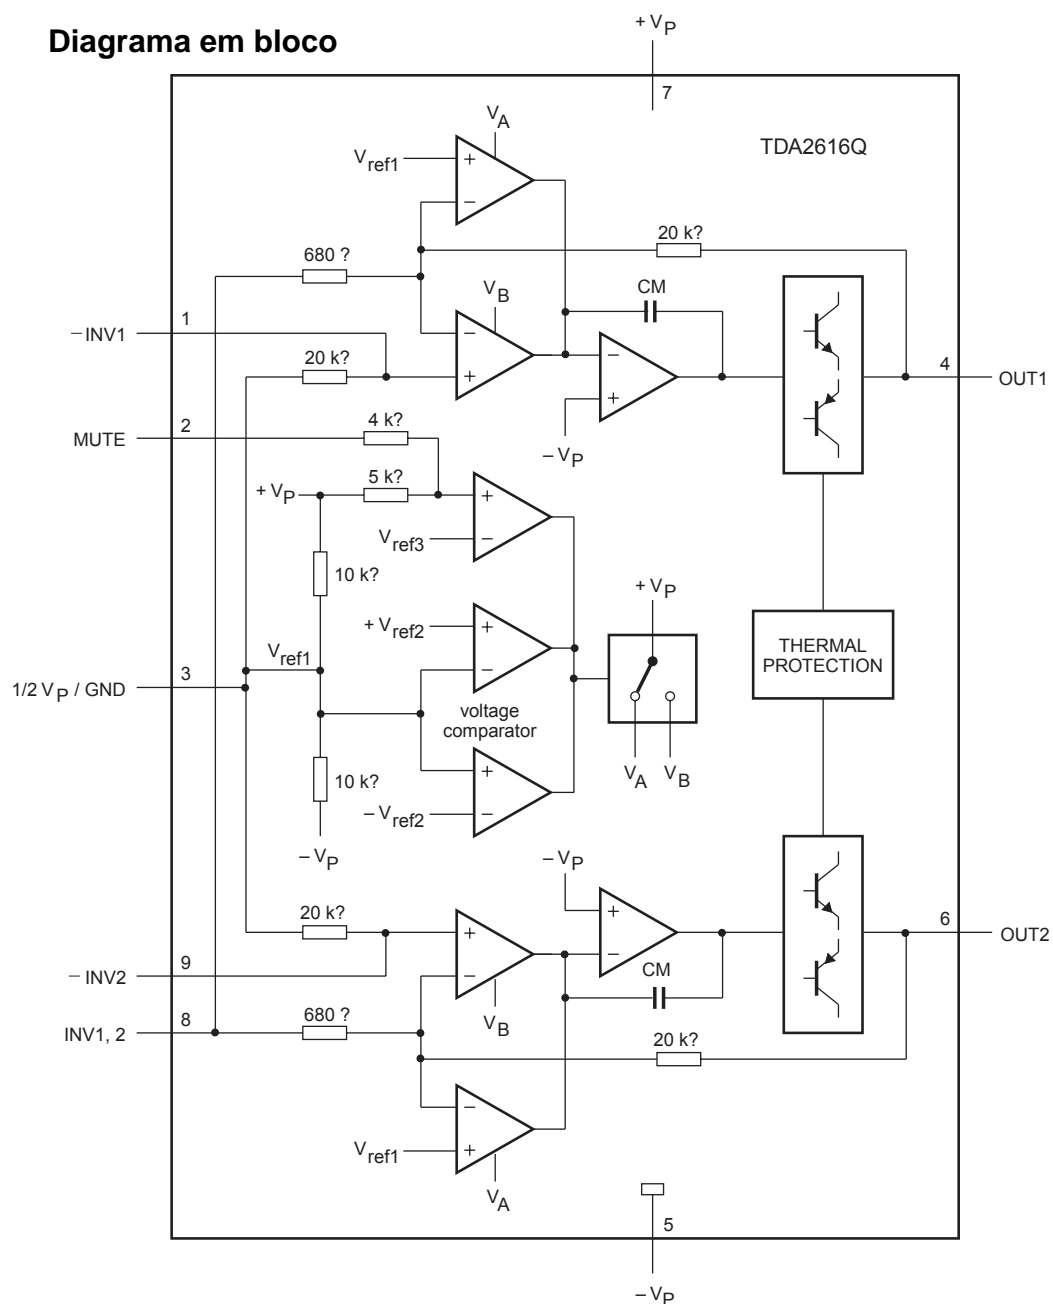 Diagrama em bloco
+ VP
7
TDA2616Q
VA
Vref1
+
−
20 k?
680 ?
CM
VB
1
−INV1
−
+
−
+
20 k?
4
OUT1
2
MUTE
4 k?
− VP
+ VP
5 k?
+
−
Vref3
10 k?
+ VP
+ Vref2
+
−
THERMAL
PROTECTION
Vref1
3
1/2 VP / GND
voltage
comparator
VA
VB
10 k?
+
−
− Vref2
− VP
− VP
20 k?
+
−
+
−
6
OUT2
9
−INV2
CM
VB
8
INV1, 2
680 ?
20 k?
−
+
Vref1
VA
5
− VP